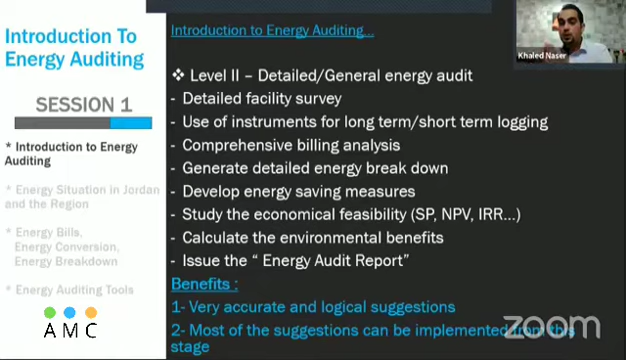 Introduction To
Energy Auditing
SESSION 1
* Introduction to Energy
Auditing
* Energy Situation in Jordan
and the Region
* Energy Bills,
Energy Conversion,
Energy Breakdown
* Energy Auditing Tools
AMC
Introduction to Energy Auditing...
❖ Level II – Detailed/General energy audit
- Detailed facility survey
- Use of instruments for long term/short term logging
- Comprehensive billing analysis
- Generate detailed energy break down
- Develop energy saving measures
- Study the economical feasibility (SP, NPV, IRR...)
- Calculate the environmental benefits
- Issue the “ Energy Audit Report”
Benefits :
1- Very accurate and logical suggestions
2- Most of the suggestions can be implemented from this
stage
Khaled Naser
zoom